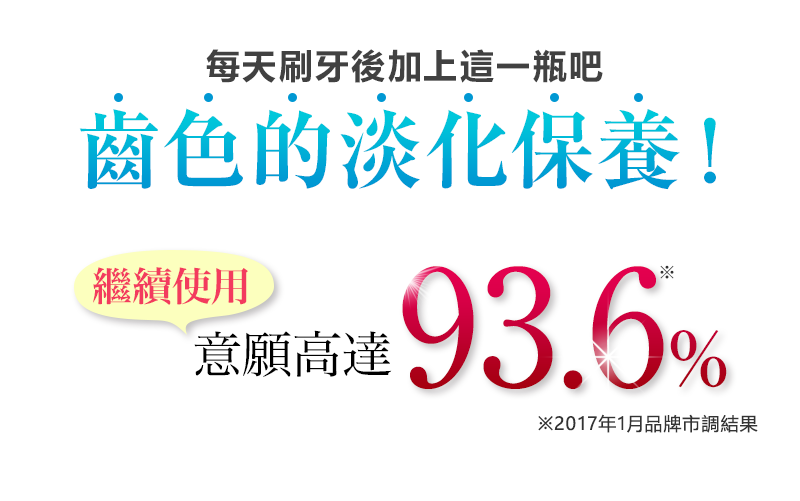 每天刷牙後加上這一瓶吧
齒色的淡化保養！
繼續使用
意願高達93.6※%
※2017年1月品牌市調結果